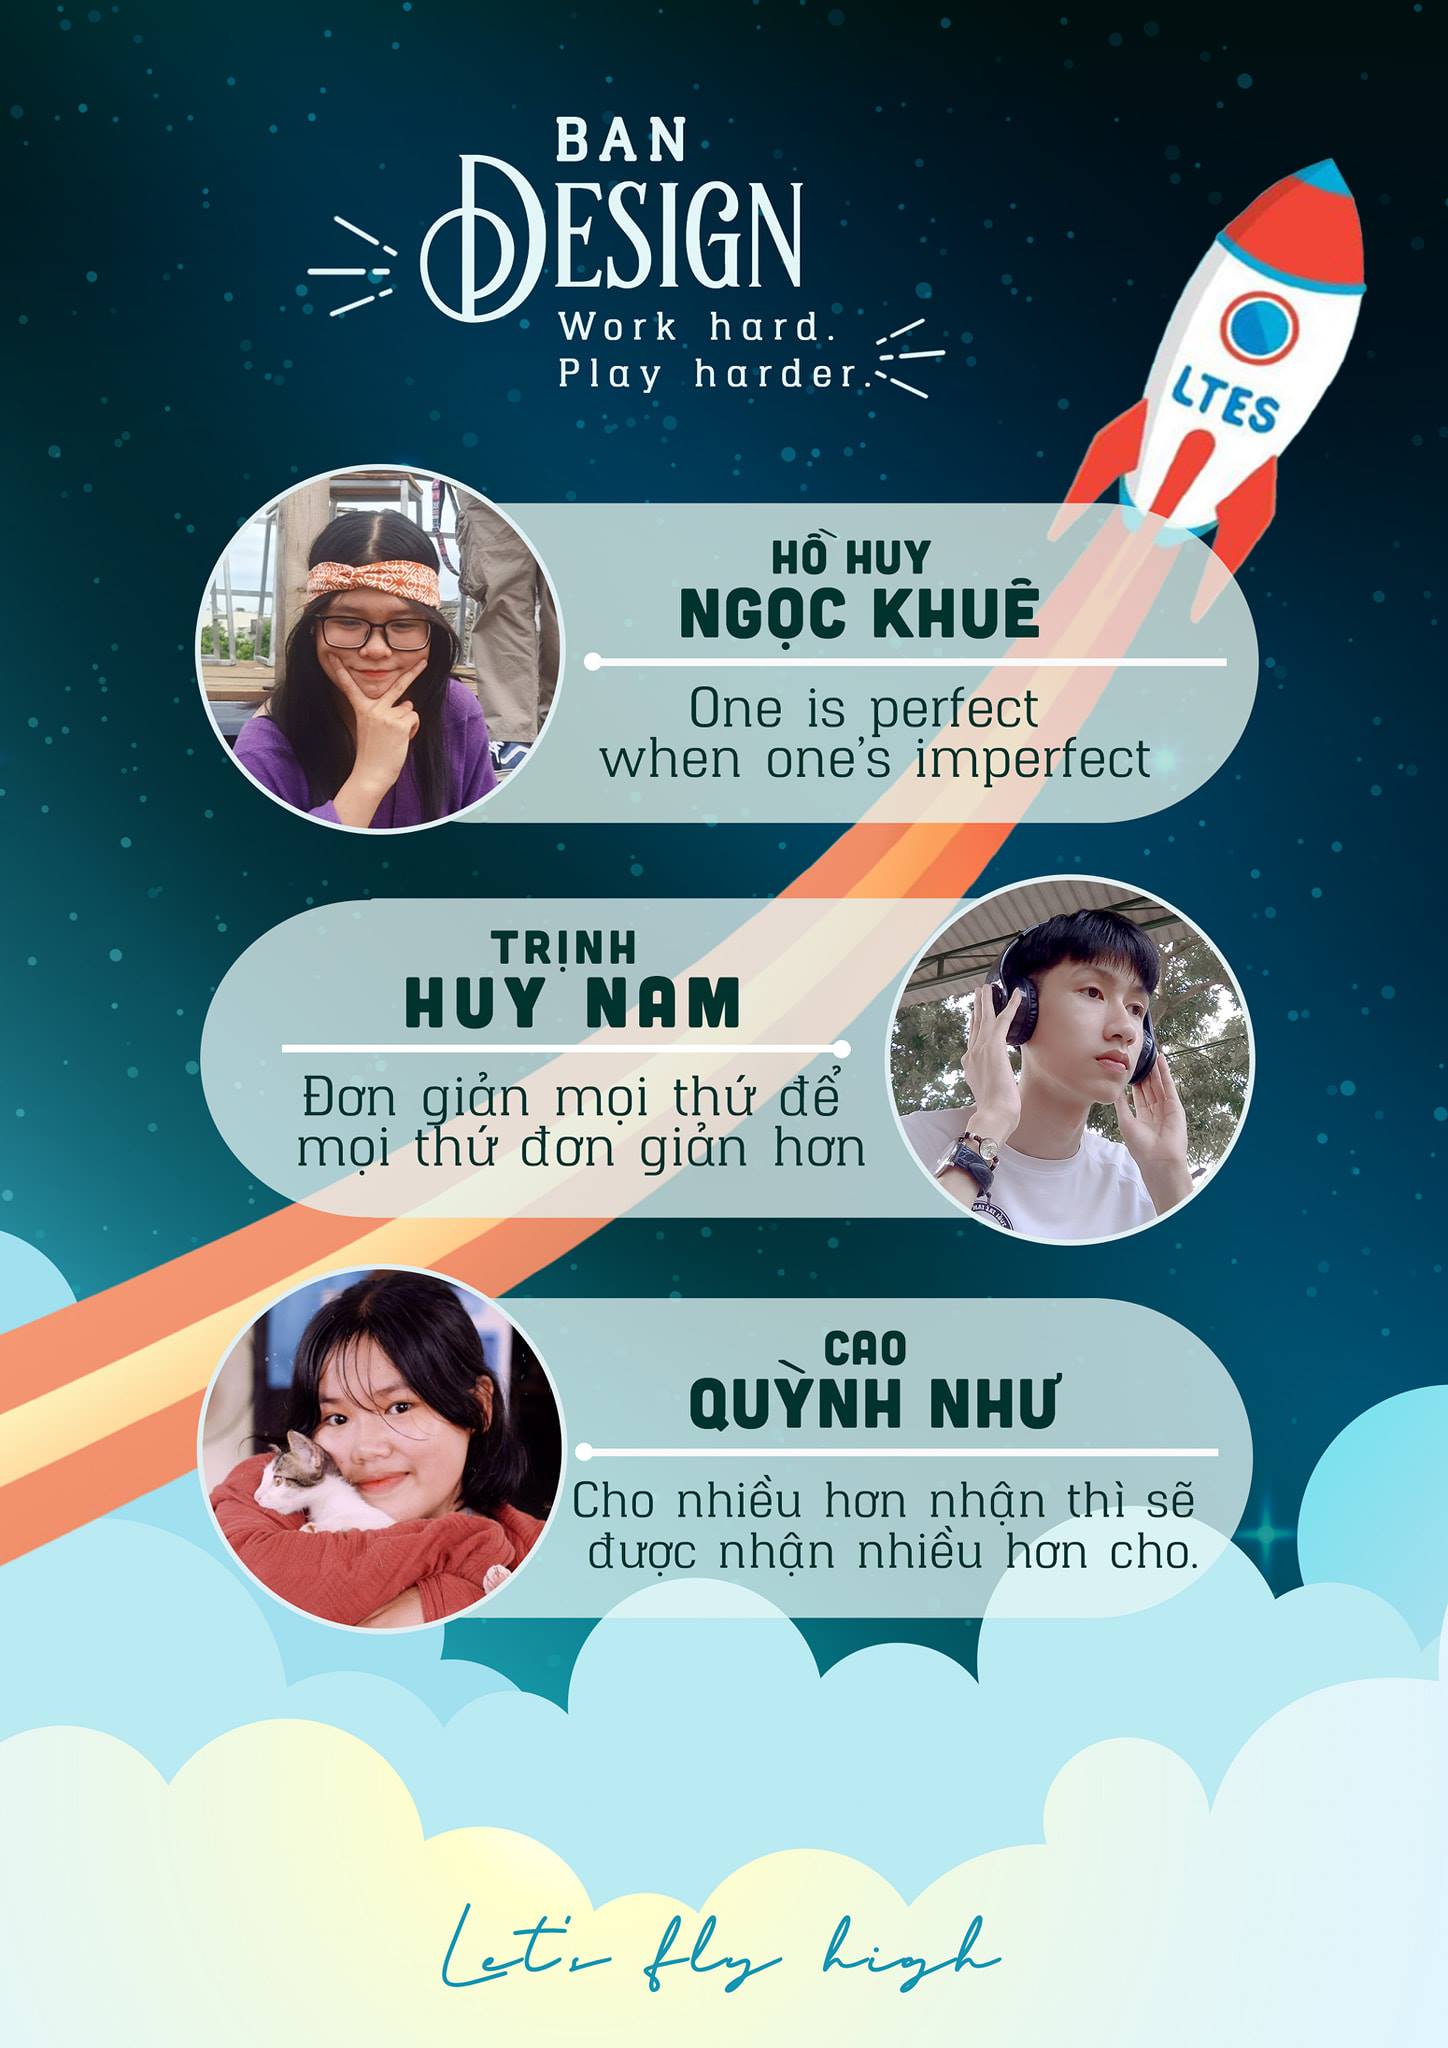 BAN
DESIGN
Work hard.
Play harder.
LTES
HỒ HUY
NGỌC KHUÊ
One is perfect
when one's imperfect
TRỊNH
HUY NAM
Đơn giản mọi thứ để
mọi thứ đơn giản hơn
CAO
QUỲNH NHƯ
Cho nhiều hơn nhận thì sẽ
được nhận nhiều hơn cho.
Let's fly high